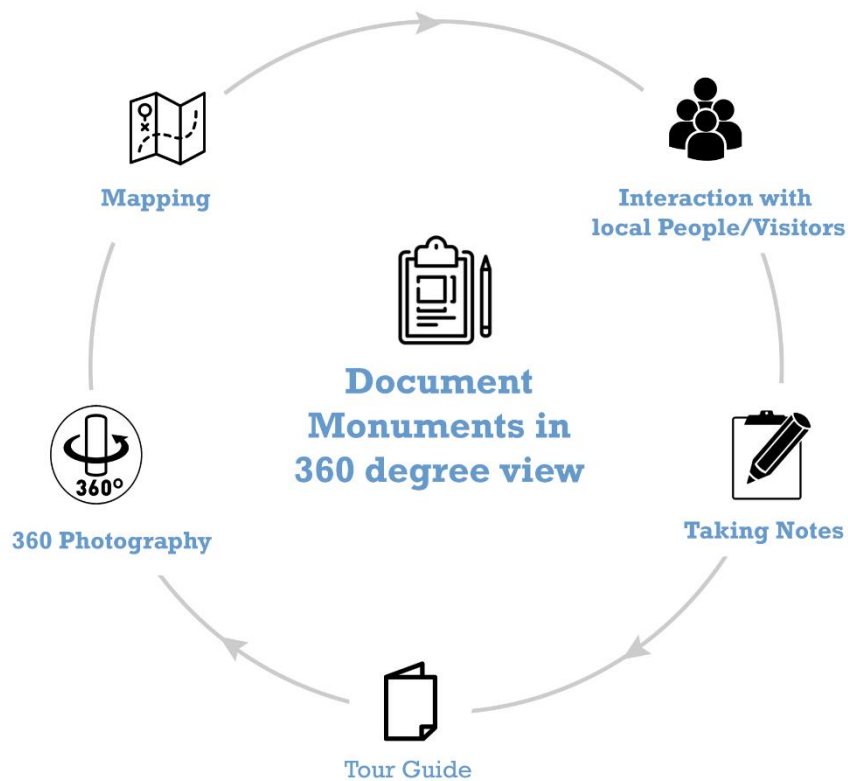 Mapping
Interaction with
local People/Visitors
Document
Monuments in
360 degree view
360°
360 Photography
Taking Notes
Tour Guide